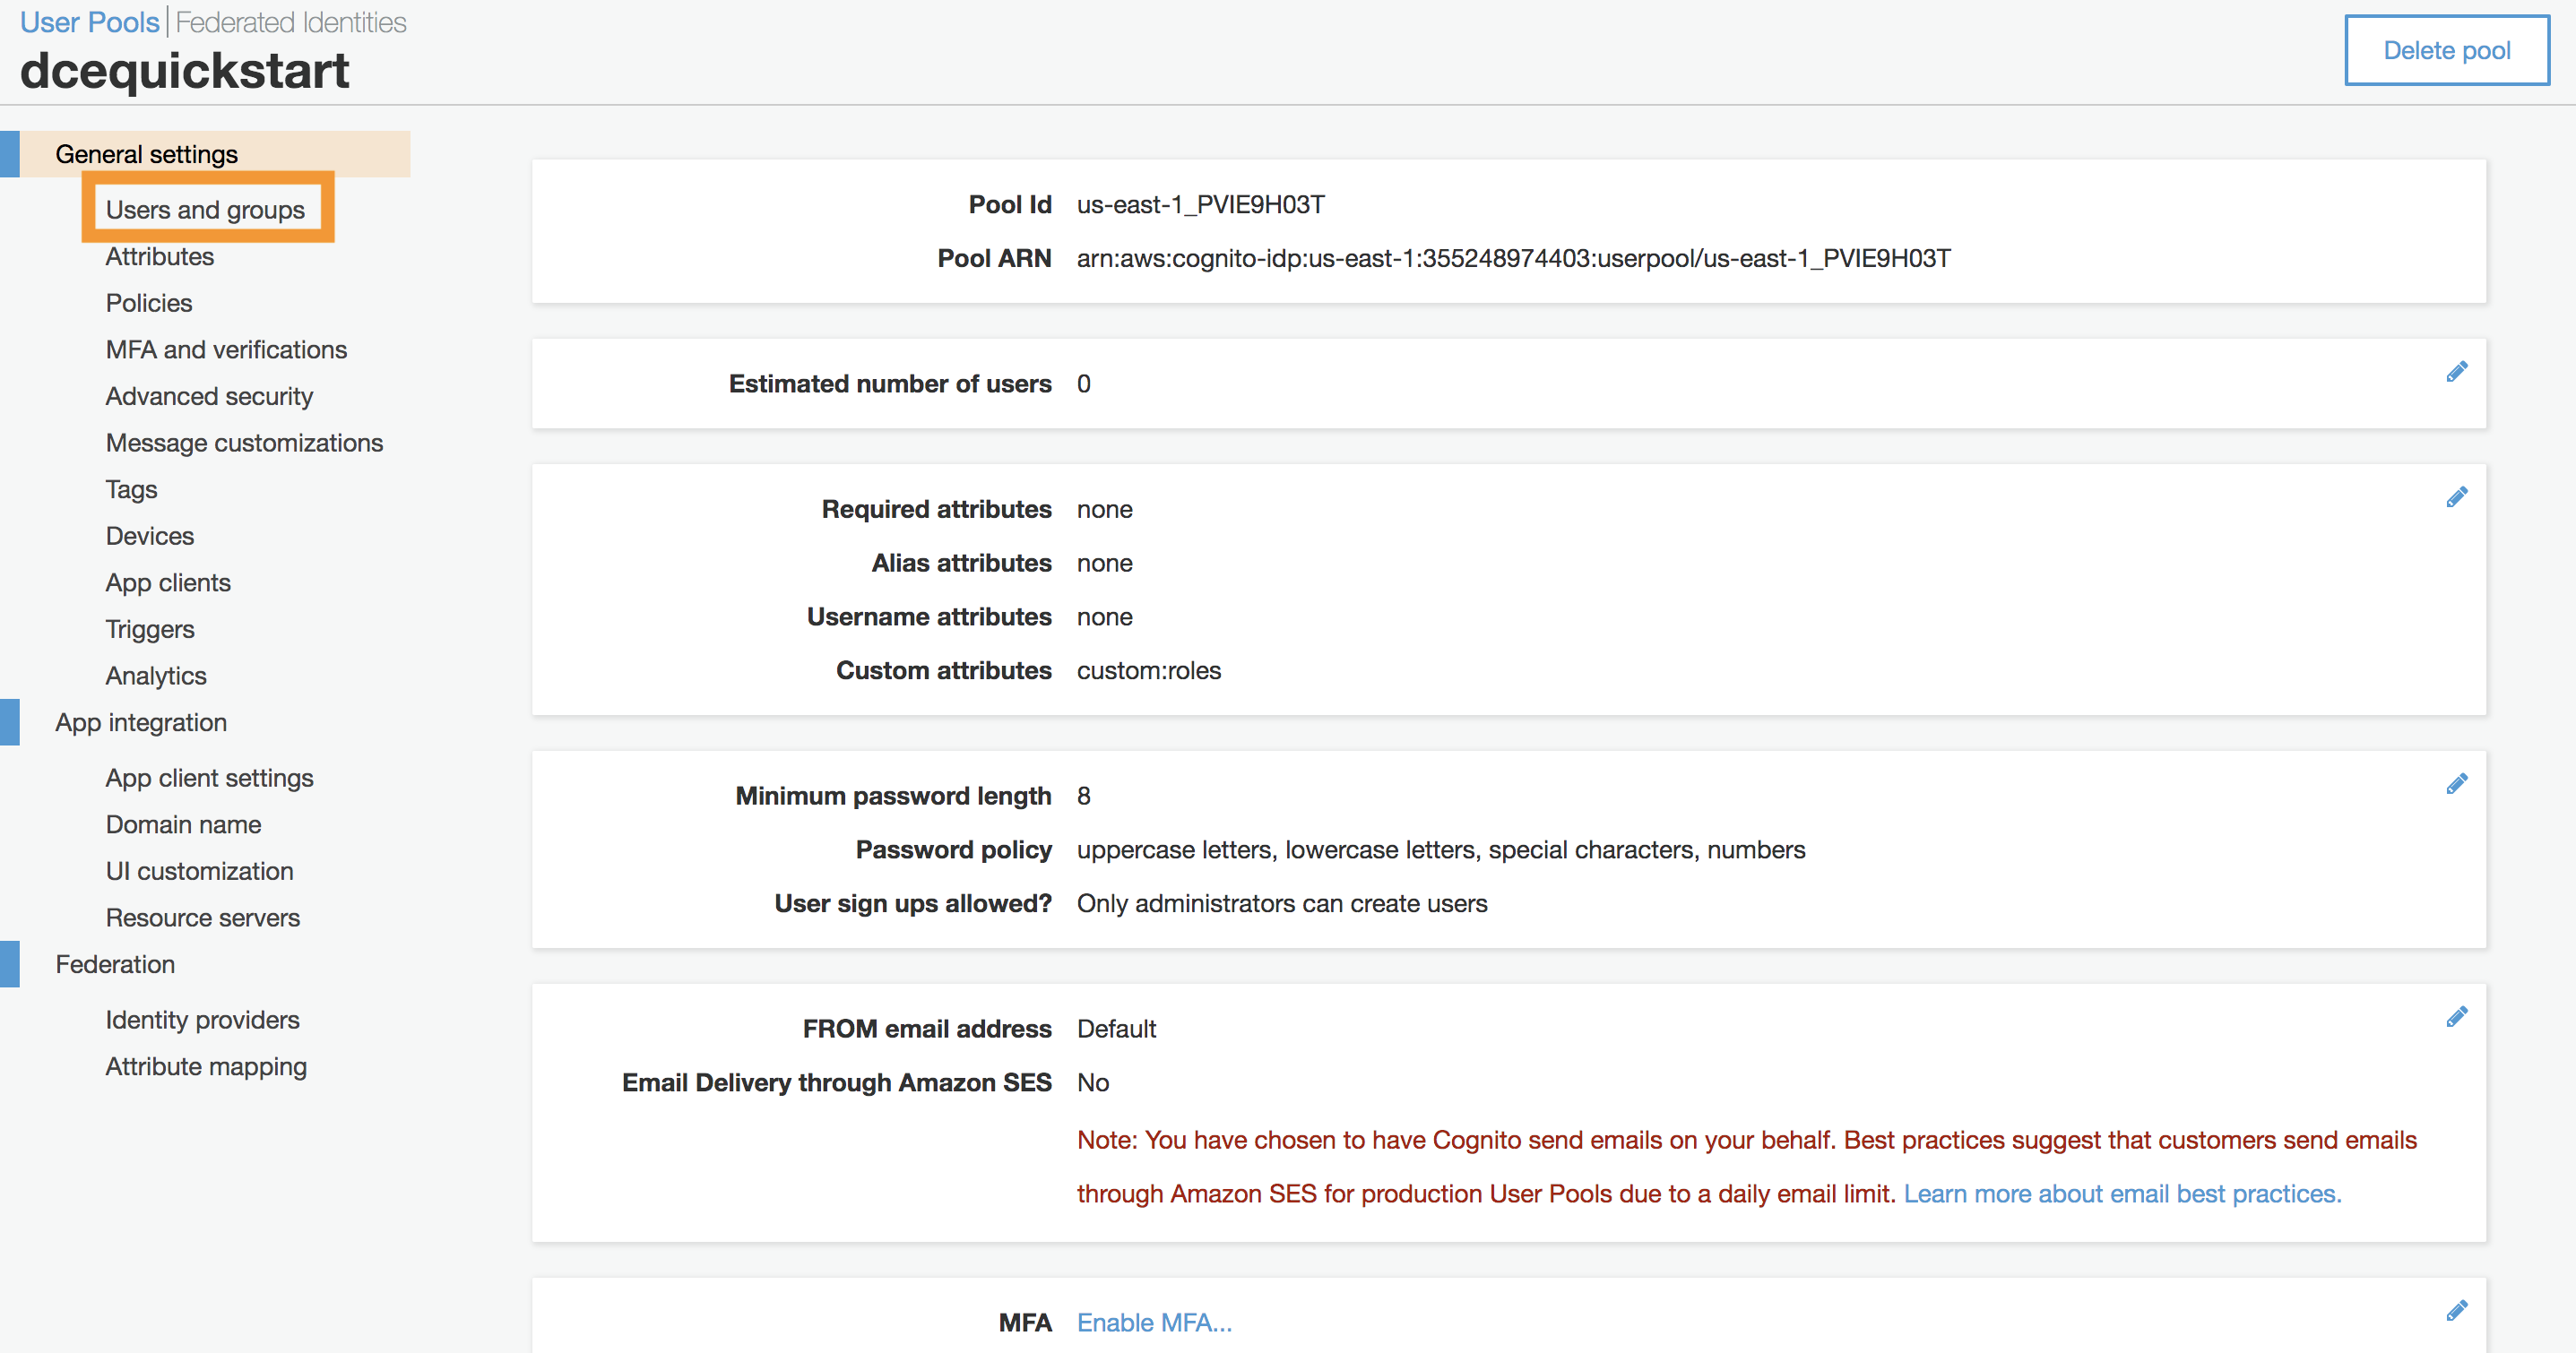 User Pools | Federated Identities
dcequickstart
Delete pool
General settings
Users and groups
Attributes
Policies
MFA and verifications
Advanced security
Message customizations
Tags
Devices
App clients
Triggers
Analytics
App integration
App client settings
Domain name
UI customization
Resource servers
Federation
Identity providers
Attribute mapping
Pool Id us-east-1_PVIE9H03T
Pool ARN arn:aws:cognito-idp:us-east-1:355248974403:userpool/us-east-1_PVIE9H03T
Estimated number of users 0
Required attributes none
Alias attributes none
Username attributes none
Custom attributes custom:roles
Minimum password length 8
Password policy uppercase letters, lowercase letters, special characters, numbers
User sign ups allowed? Only administrators can create users
FROM email address Default
Email Delivery through Amazon SES No
Note: You have chosen to have Cognito send emails on your behalf. Best practices suggest that customers send emails
through Amazon SES for production User Pools due to a daily email limit. Learn more about email best practices.
MFA Enable MFA...